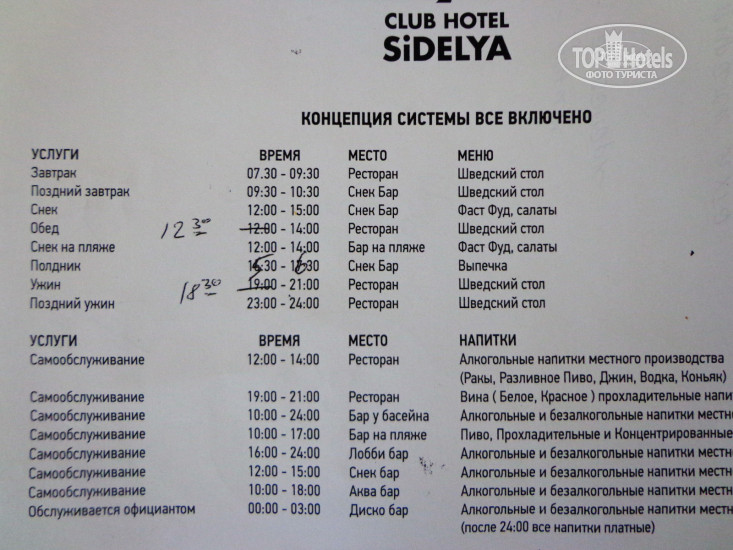 CLUB HOTEL
SiDELYA
TOP Hotels
ФОТО ТУРИСТА
КОНЦЕПЦИЯ СИСТЕМЫ ВСЕ ВКЛЮЧЕНО
УСЛУГИ ВРЕМЯ МЕСТО МЕНЮ
Завтрак 07.30 - 09:30 Ресторан Шведский стол
Поздний завтрак 09:30 - 10:30 Снек Бар Шведский стол
Снек 12:00 - 15:00 Снек Бар Фаст Фуд, салаты
Обед 12 30 12:00 - 14:00 Ресторан Шведский стол
Снек на пляже 12:00 - 14:00 Бар на пляже Фаст Фуд, салаты
Полдник 5 6 Снек Бар Выпечка
Ужин 18 30 19:00 - 21:00 Ресторан Шведский стол
Поздний ужин 23:00 - 24:00 Ресторан Шведский стол
УСЛУГИ ВРЕМЯ МЕСТО НАПИТКИ
Самообслуживание 12:00 - 14:00 Ресторан Алкогольные напитки местного производства
(Ракы, Разливное Пиво, Джин, Водка, Коньяк)
Самообслуживание 19:00 - 21:00 Ресторан Вина ( Белое, Красное ) прохладительные напи
Самообслуживание 10:00 - 24:00 Бар у басейна Алкогольные и безалкогольные напитки местн
Самообслуживание 10:00 - 17:00 Бар на пляже Пиво, Прохладительные и Концентрированные
Самообслуживание 16:00 - 24:00 Лобби бар Алкогольные и безалкогольные напитки местн
Самообслуживание 12:00 - 15:00 Снек бар Алкогольные и безалкогольные напитки местн
Самообслуживание 10:00 - 18:00 Аква бар Алкогольные и безалкогольные напитки местн
Обслуживается официантом 00:00 - 03:00 Диско бар Алкогольные и безалкогольные напитки местн
(после 24:00 все напитки платные)